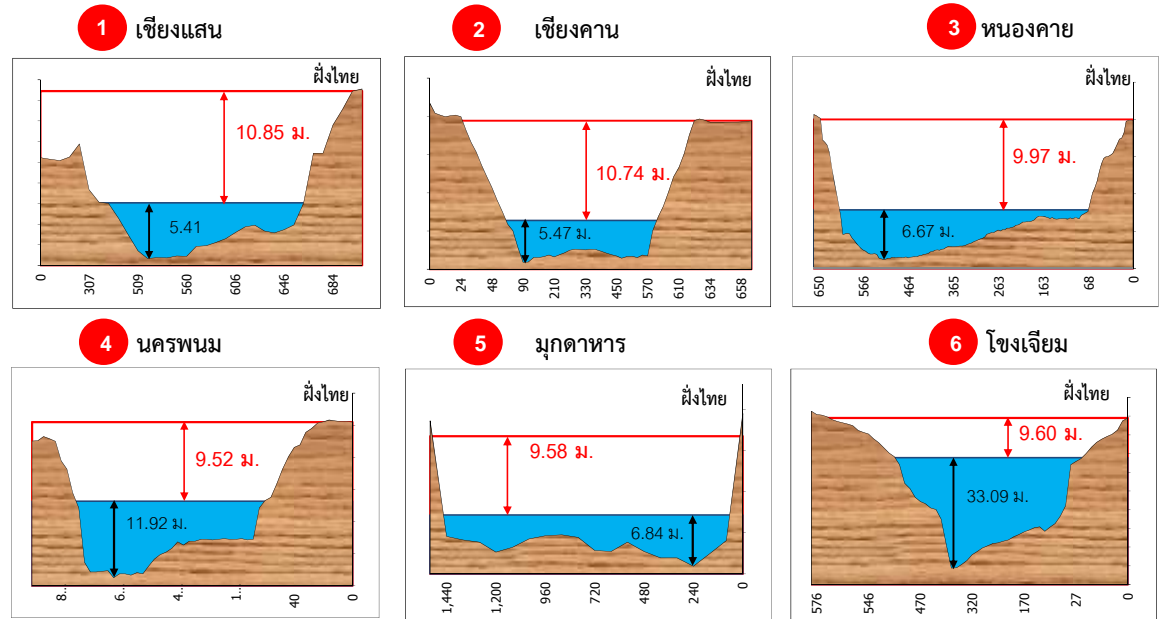 1 เชียงแสน
ฝั่งไทย
10.85 ม.
5.41
0 307 509 560 606 646 684
2 เชียงคาน
ฝั่งไทย
10.74 ม.
5.47 ม.
0 24 48 90 210 330 450 570 610 634 658
3 หนองคาย
ฝั่งไทย
9.97 ม.
6.67 ม.
650 566 464 365 263 163 68 0
4 นครพนม
ฝั่งไทย
9.52 ม.
11.92 ม.
8.. 6.. 4.. 1.. 40 0
5 มุกดาหาร
ฝั่งไทย
9.58 ม.
6.84 ม.
1,440 1,200 960 720 480 240 0
6 โขงเจียม
ฝั่งไทย
9.60 ม.
33.09 ม.
576 546 470 320 170 27 0